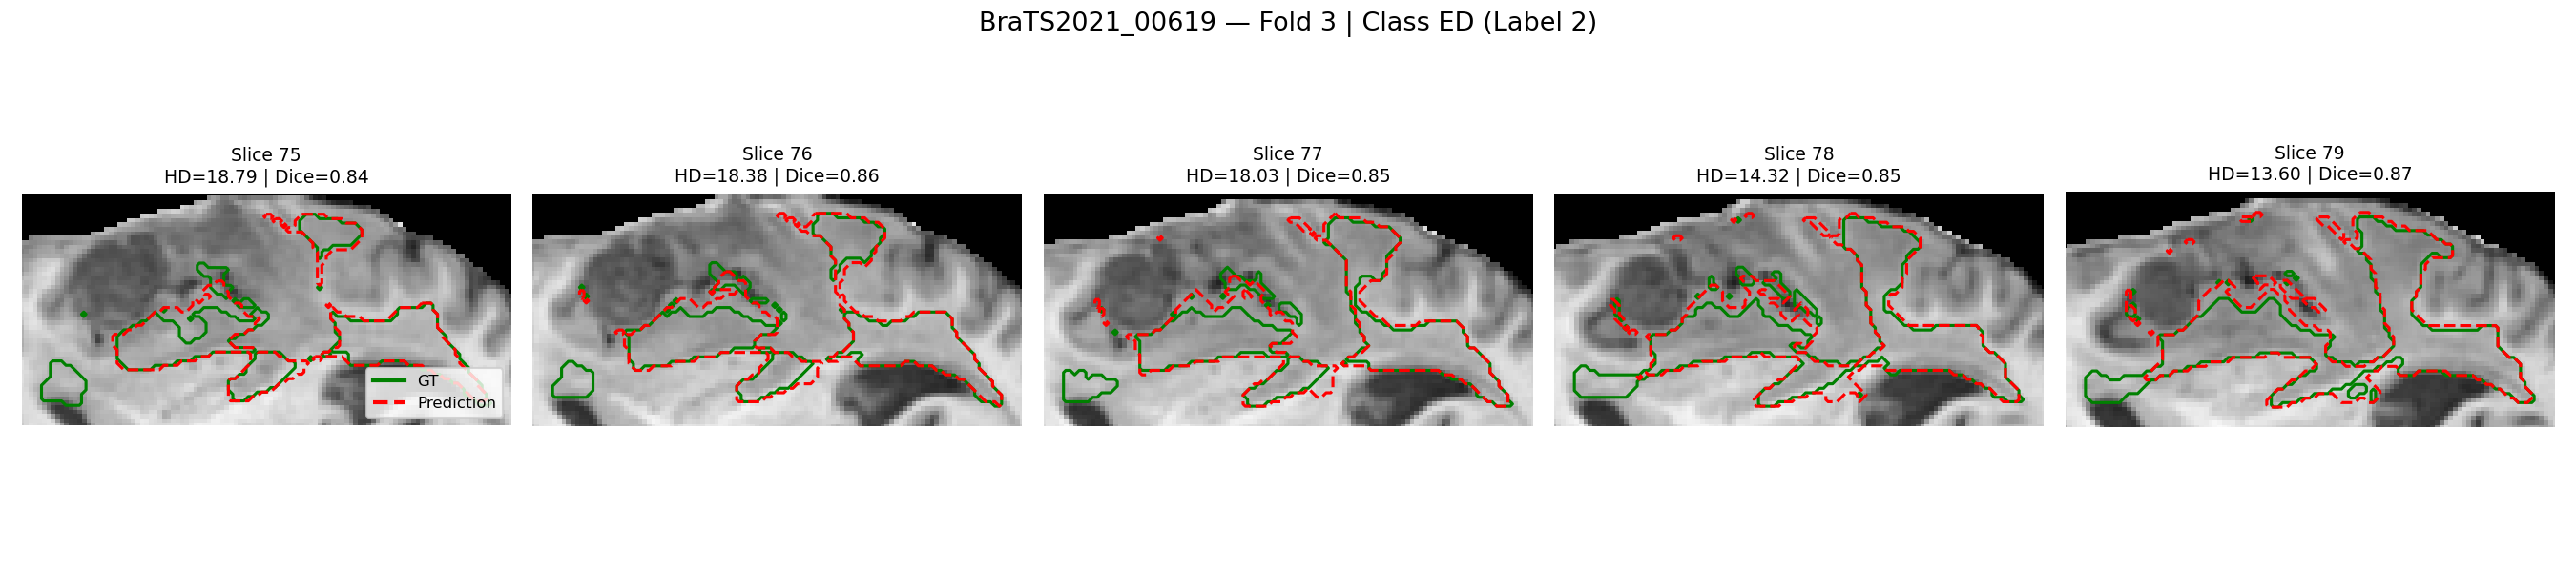 BraTS2021_00619 — Fold 3 | Class ED (Label 2)
Slice 75
HD=18.79 | Dice=0.84
Slice 76
HD=18.38 | Dice=0.86
Slice 77
HD=18.03 | Dice=0.85
Slice 78
HD=14.32 | Dice=0.85
Slice 79
HD=13.60 | Dice=0.87
GT
Prediction